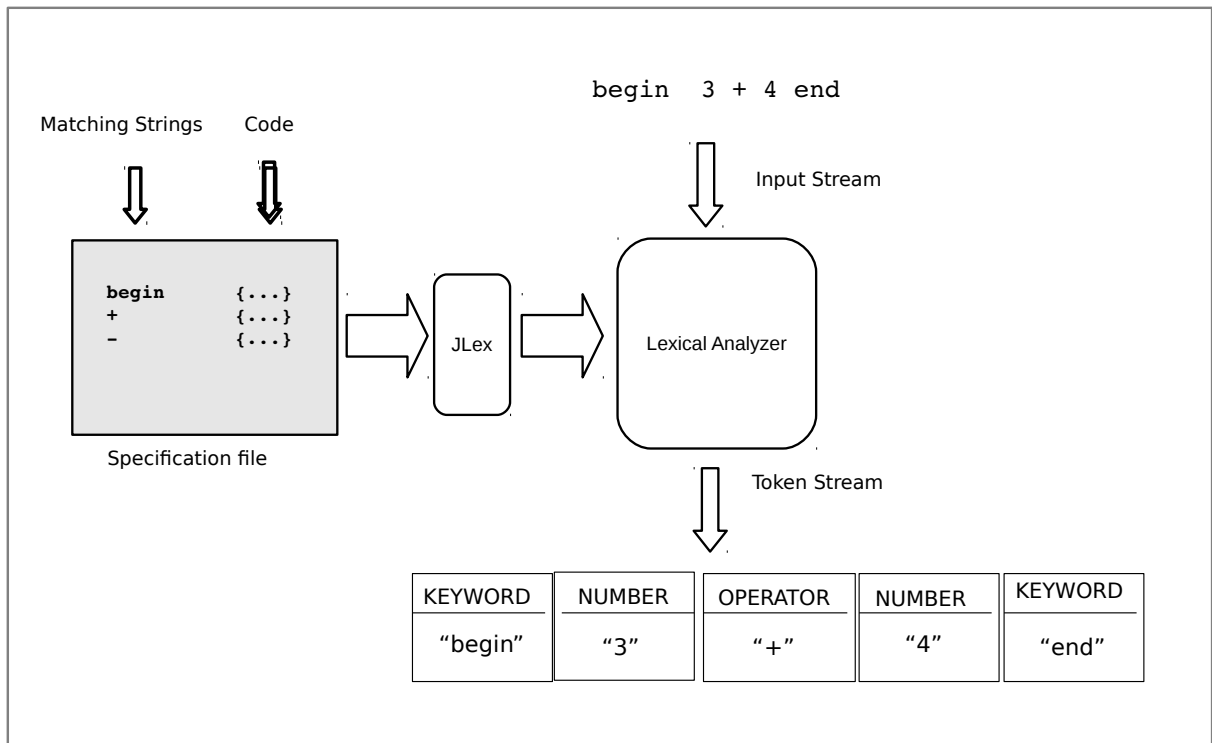 begin 3 + 4 end
Matching Strings Code
Input Stream
begin {...}
+ {...}
- {...}
JLex
Lexical Analyzer
Specification file
Token Stream
KEYWORD NUMBER OPERATOR NUMBER KEYWORD
“begin” “3” “+” “4” “end”